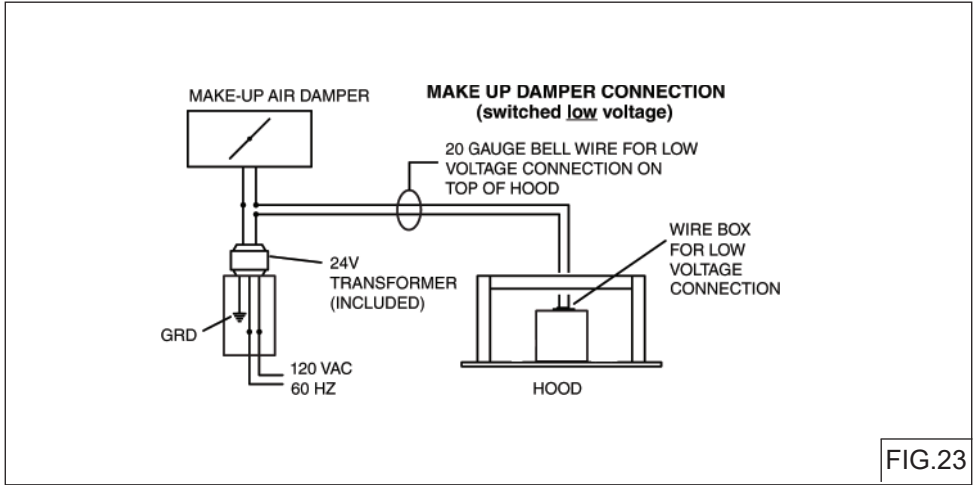 MAKE-UP AIR DAMPER
MAKE UP DAMPER CONNECTION
(switched low voltage)
20 GAUGE BELL WIRE FOR LOW
VOLTAGE CONNECTION ON
TOP OF HOOD
WIRE BOX
FOR LOW
VOLTAGE
CONNECTION
24V
TRANSFORMER
(INCLUDED)
GRD
120 VAC
60 HZ
HOOD
FIG.23